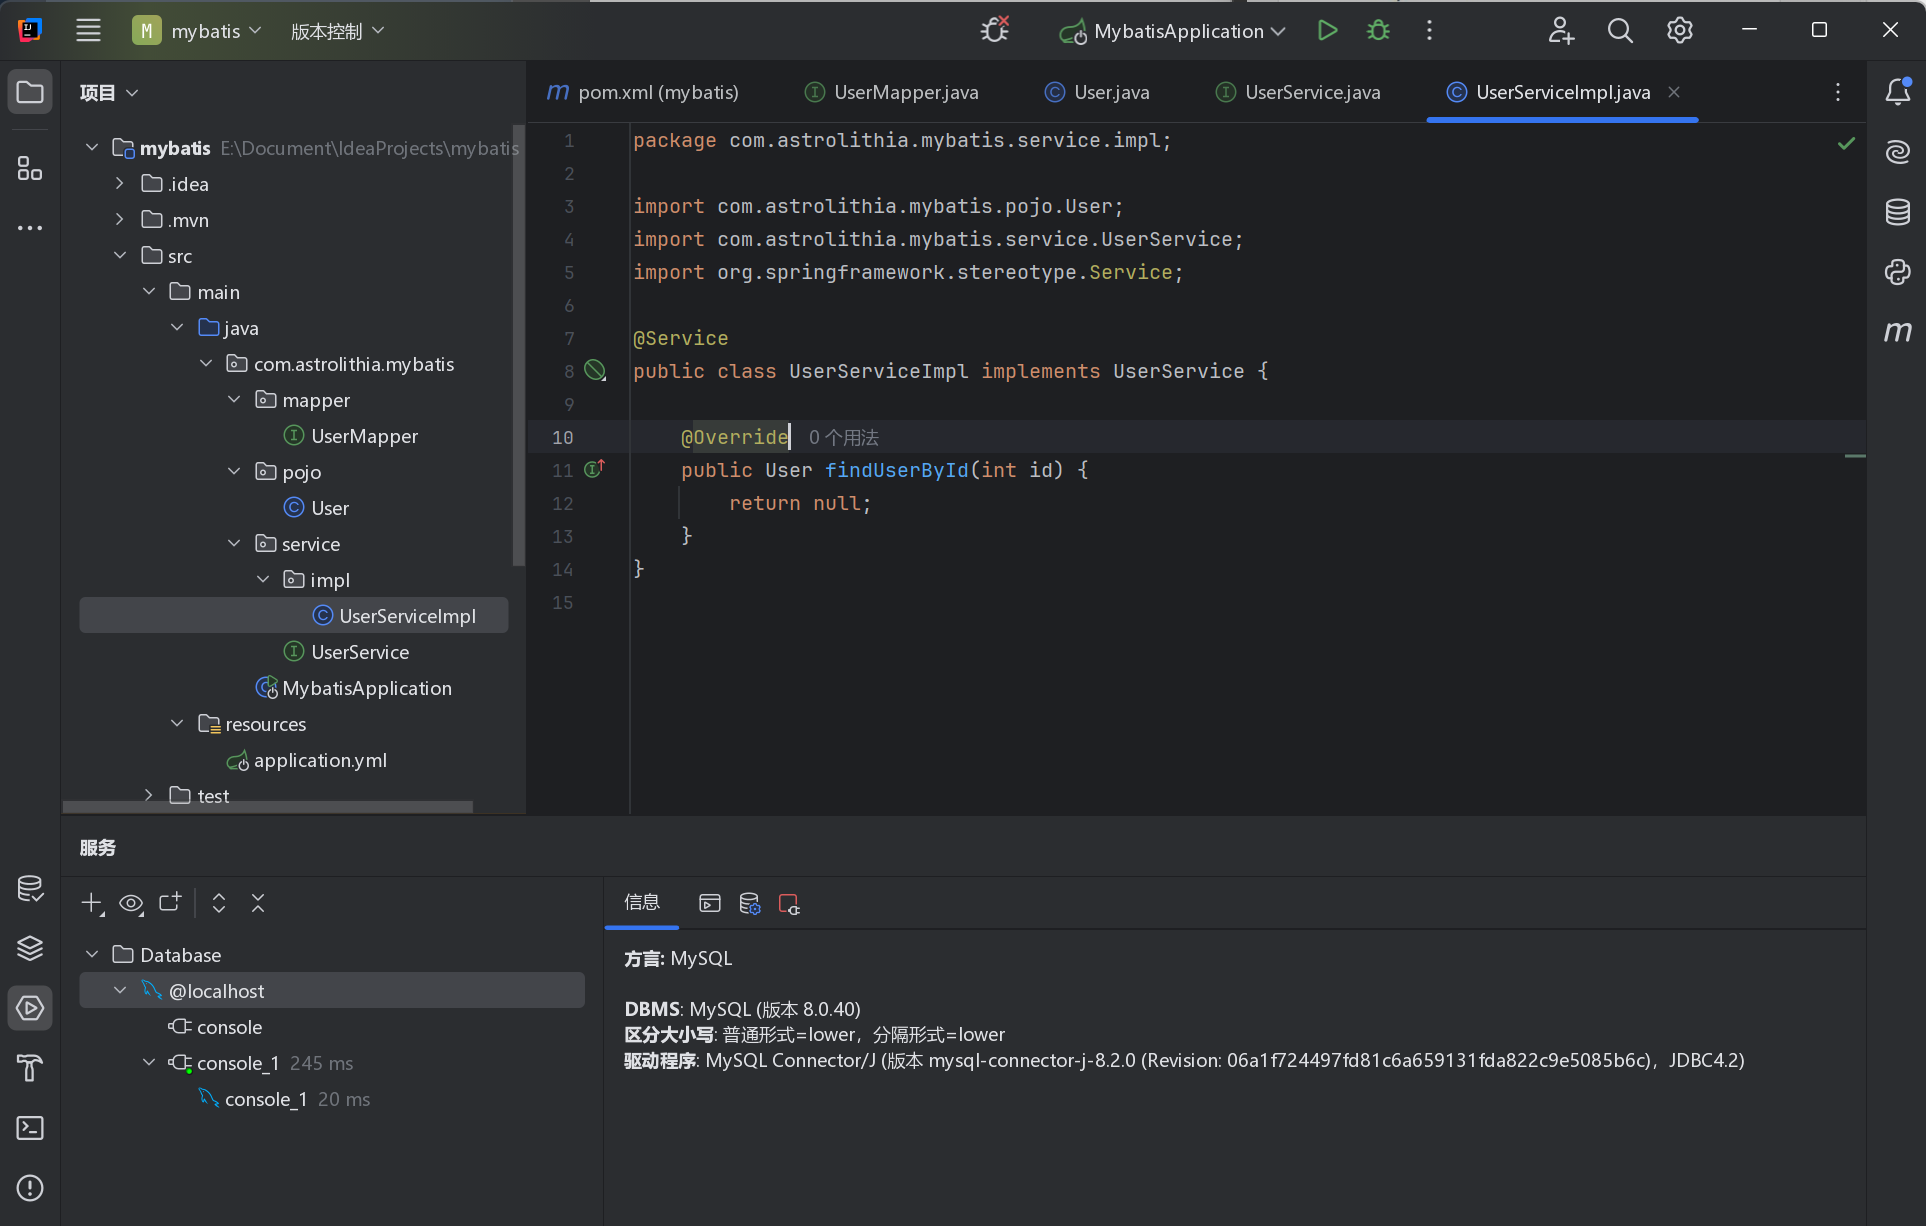 M mybatis 版本控制 MybatisApplication
项目
mybatis E:\Document\IdeaProjects\mybatis
.idea
.mvn
src
main
java
com.astrolithia.mybatis
mapper
UserMapper
pojo
User
service
impl
UserServiceImpl
UserService
MybatisApplication
resources
application.yml
test
m pom.xml (mybatis) UserMapper.java User.java UserService.java UserServiceImpl.java
1 package com.astrolithia.mybatis.service.impl;
2
3 import com.astrolithia.mybatis.pojo.User;
4 import com.astrolithia.mybatis.service.UserService;
5 import org.springframework.stereotype.Service;
6
7 @Service
8 public class UserServiceImpl implements UserService {
9
10 @Override 0 个用法
11 public User findUserById(int id) {
12 return null;
13 }
14 }
15
服务
Database
@localhost
console
console_1 245 ms
console_1 20 ms
信息
方言: MySQL
DBMS: MySQL (版本 8.0.40)
区分大小写: 普通形式=lower，分隔形式=lower
驱动程序: MySQL Connector/J (版本 mysql-connector-j-8.2.0 (Revision: 06a1f724497fd81c6a659131fda822c9e5085b6c)，JDBC4.2)